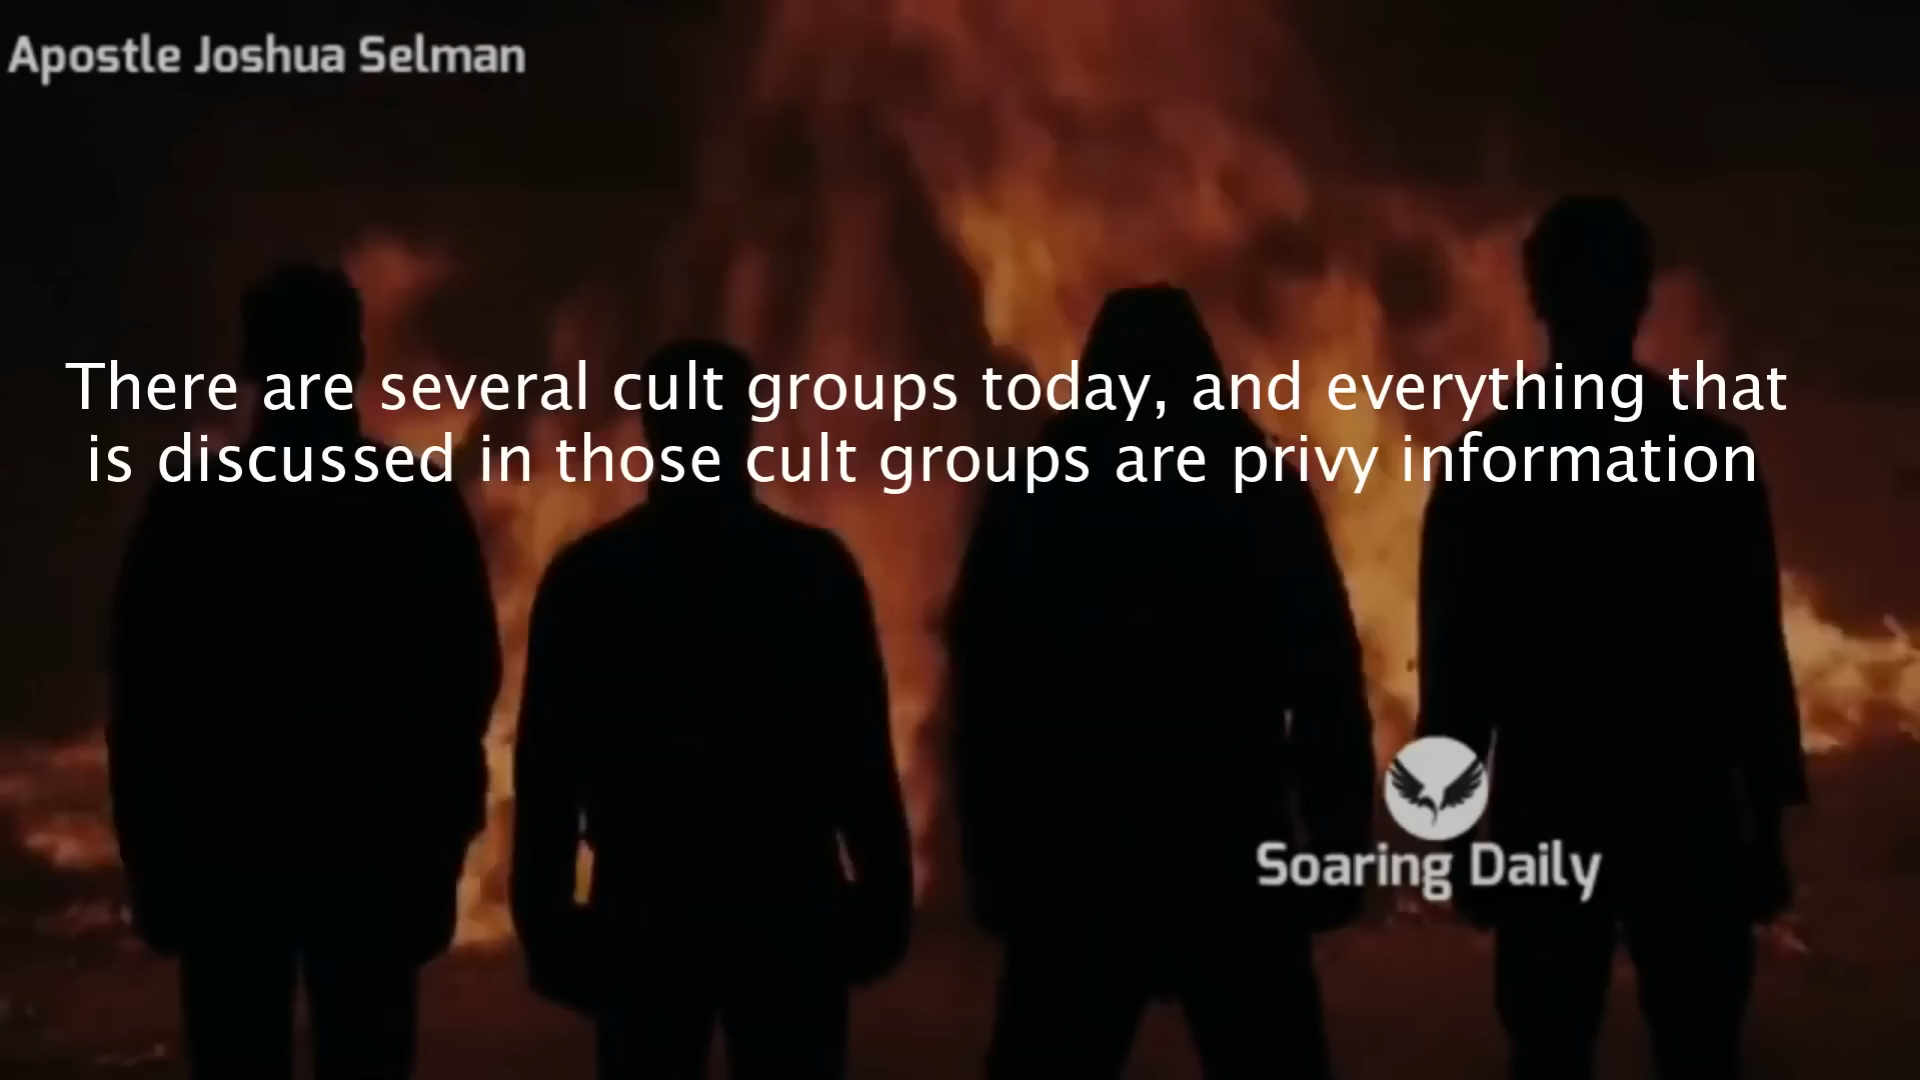 Apostle Joshua Selman
There are several cult groups today, and everything that
is discussed in those cult groups are privy information
Soaring Daily